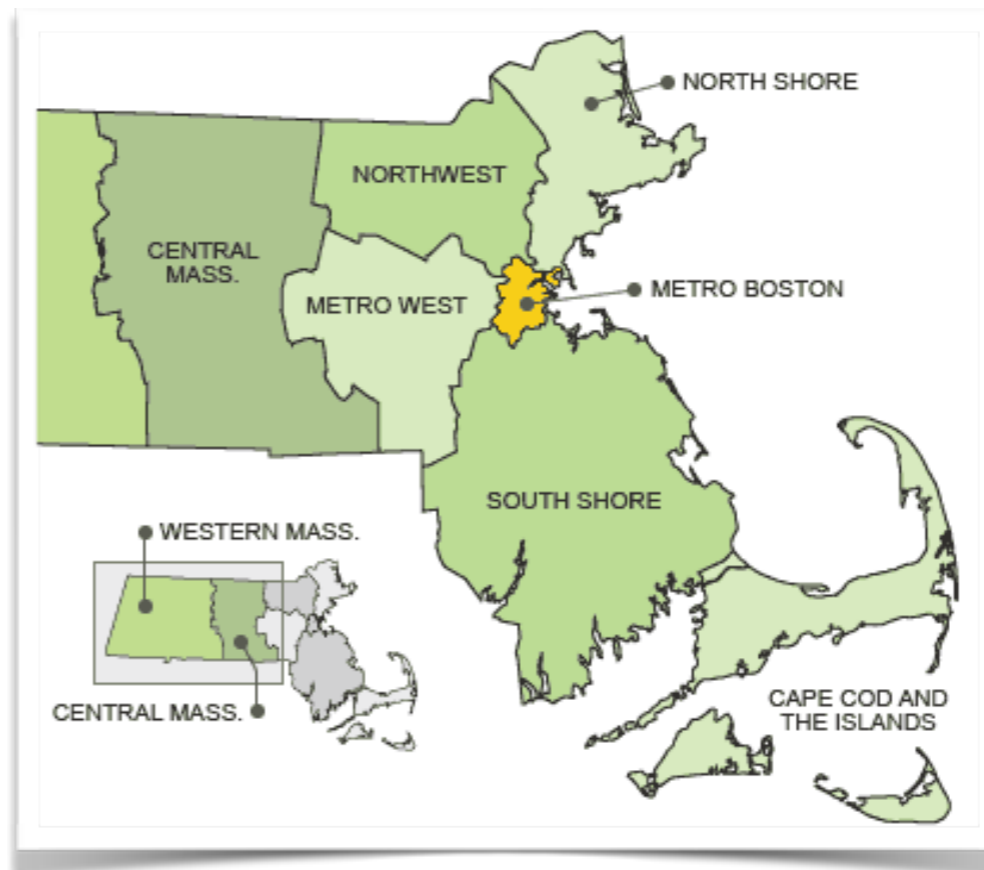 NORTH SHORE
NORTHWEST
CENTRAL
MASS.
METRO WEST
METRO BOSTON
SOUTH SHORE
WESTERN MASS.
CENTRAL MASS.
CAPE COD AND
THE ISLANDS